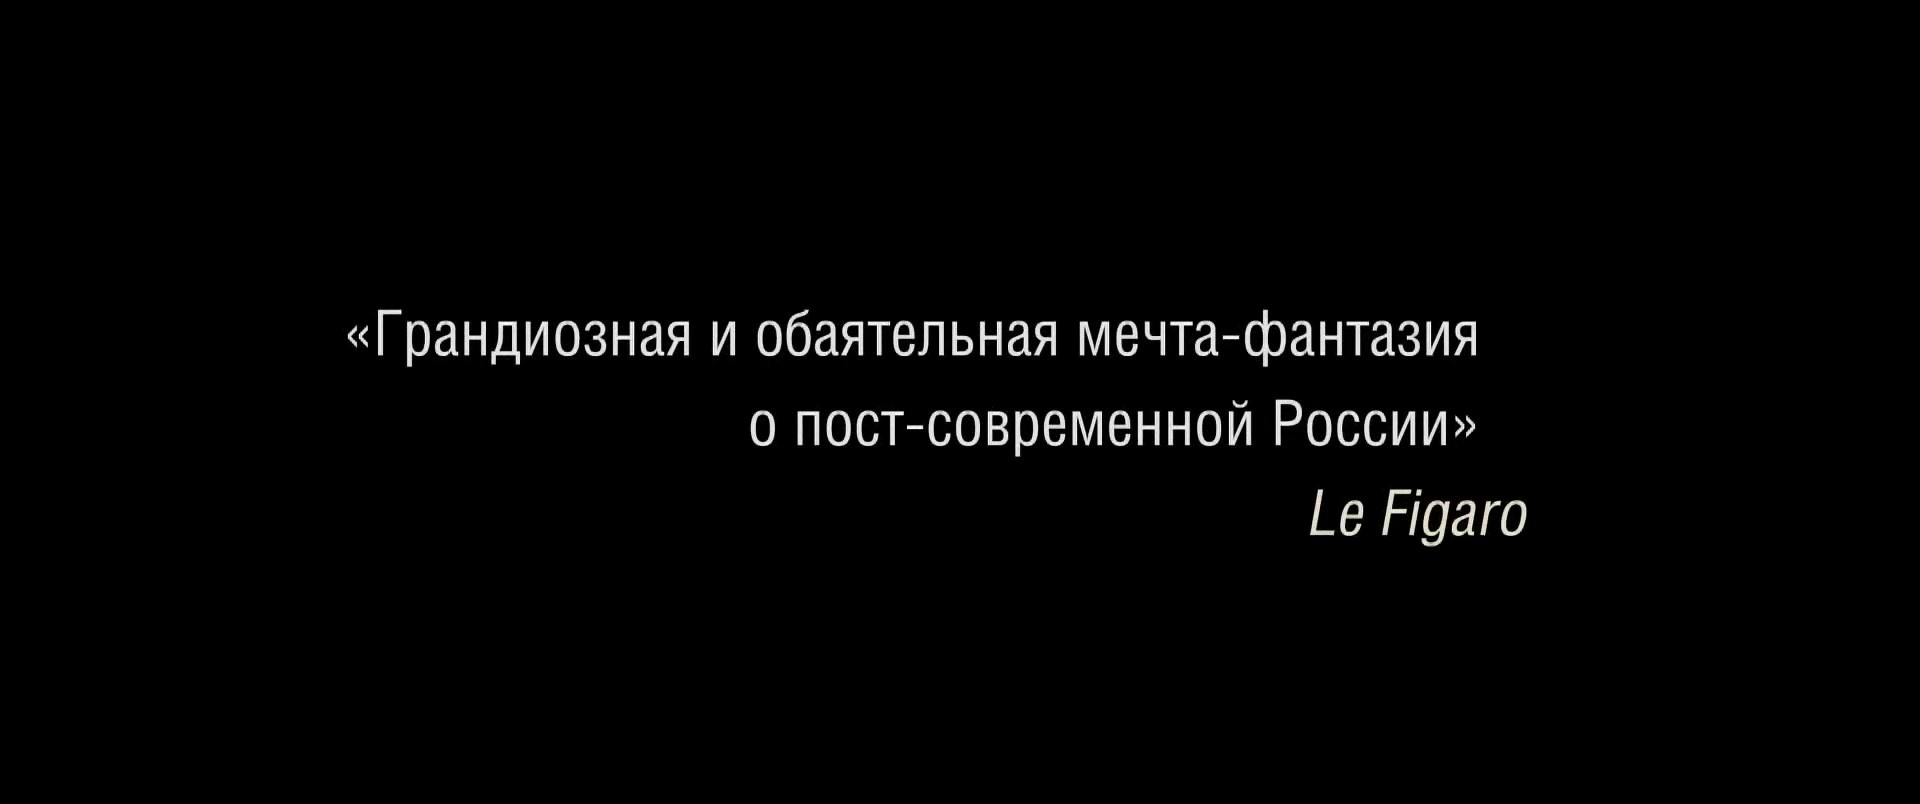 «Грандиозная и обаятельная мечта-фантазия
о пост-современной России»
Le Figaro